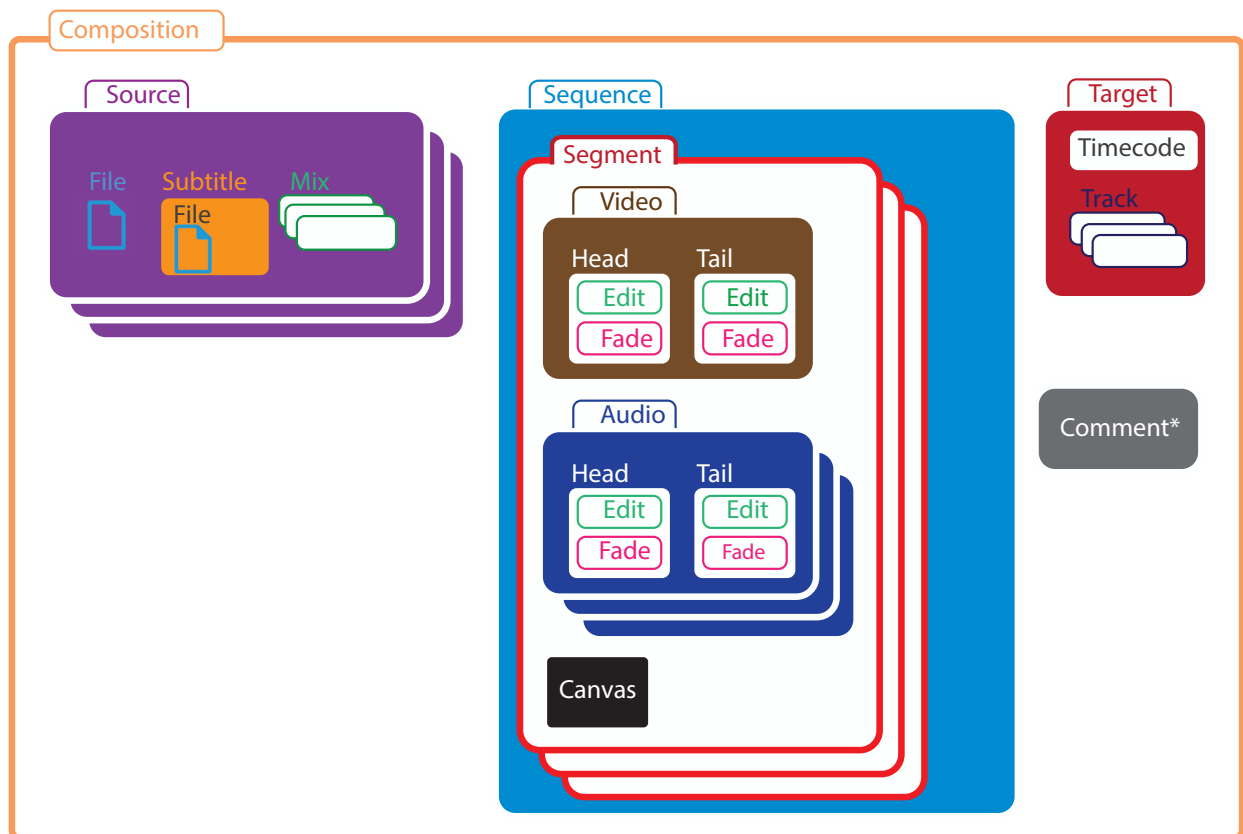 Composition
Source
File
Subtitle
Mix
File
Sequence
Segment
Video
Head Tail
Edit Edit
Fade Fade
Audio
Head Tail
Edit Edit
Fade Fade
Canvas
Target
Timecode
Track
Comment*